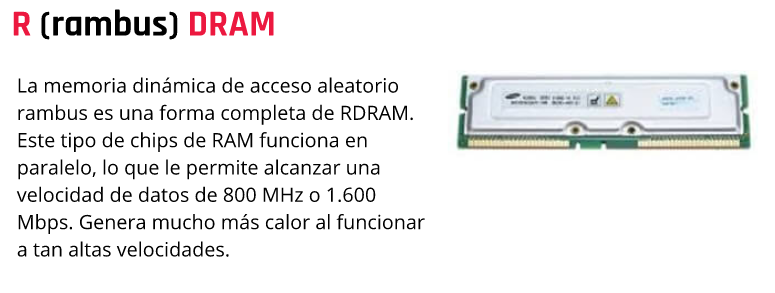 R (rambus) DRAM
La memoria dinámica de acceso aleatorio
rambus es una forma completa de RDRAM.
Este tipo de chips de RAM funciona en
paralelo, lo que le permite alcanzar una
velocidad de datos de 800 MHz o 1.600
Mbps. Genera mucho más calor al funcionar
a tan altas velocidades.